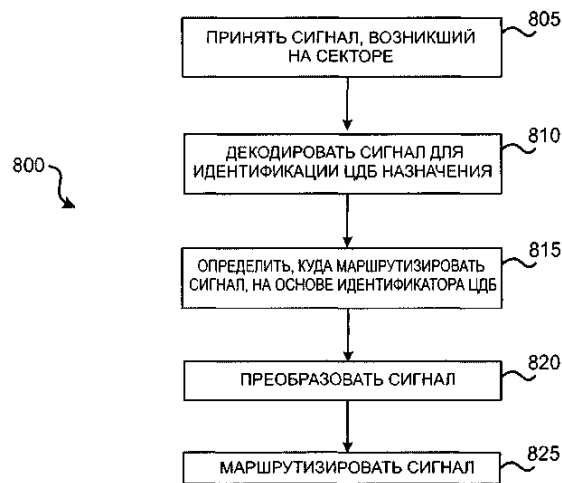 805
ПРИНЯТЬ СИГНАЛ, ВОЗНИКШИЙ
НА СЕКТОРЕ
810
ДЕКОДИРОВАТЬ СИГНАЛ ДЛЯ
ИДЕНТИФИКАЦИИ ЦДБ НАЗНАЧЕНИЯ
800
815
ОПРЕДЕЛИТЬ, КУДА МАРШРУТИЗИРОВАТЬ
СИГНАЛ, НА ОСНОВЕ ИДЕНТИФИКАТОРА ЦДБ
820
ПРЕОБРАЗОВАТЬ СИГНАЛ
825
МАРШРУТИЗИРОВАТЬ СИГНАЛ